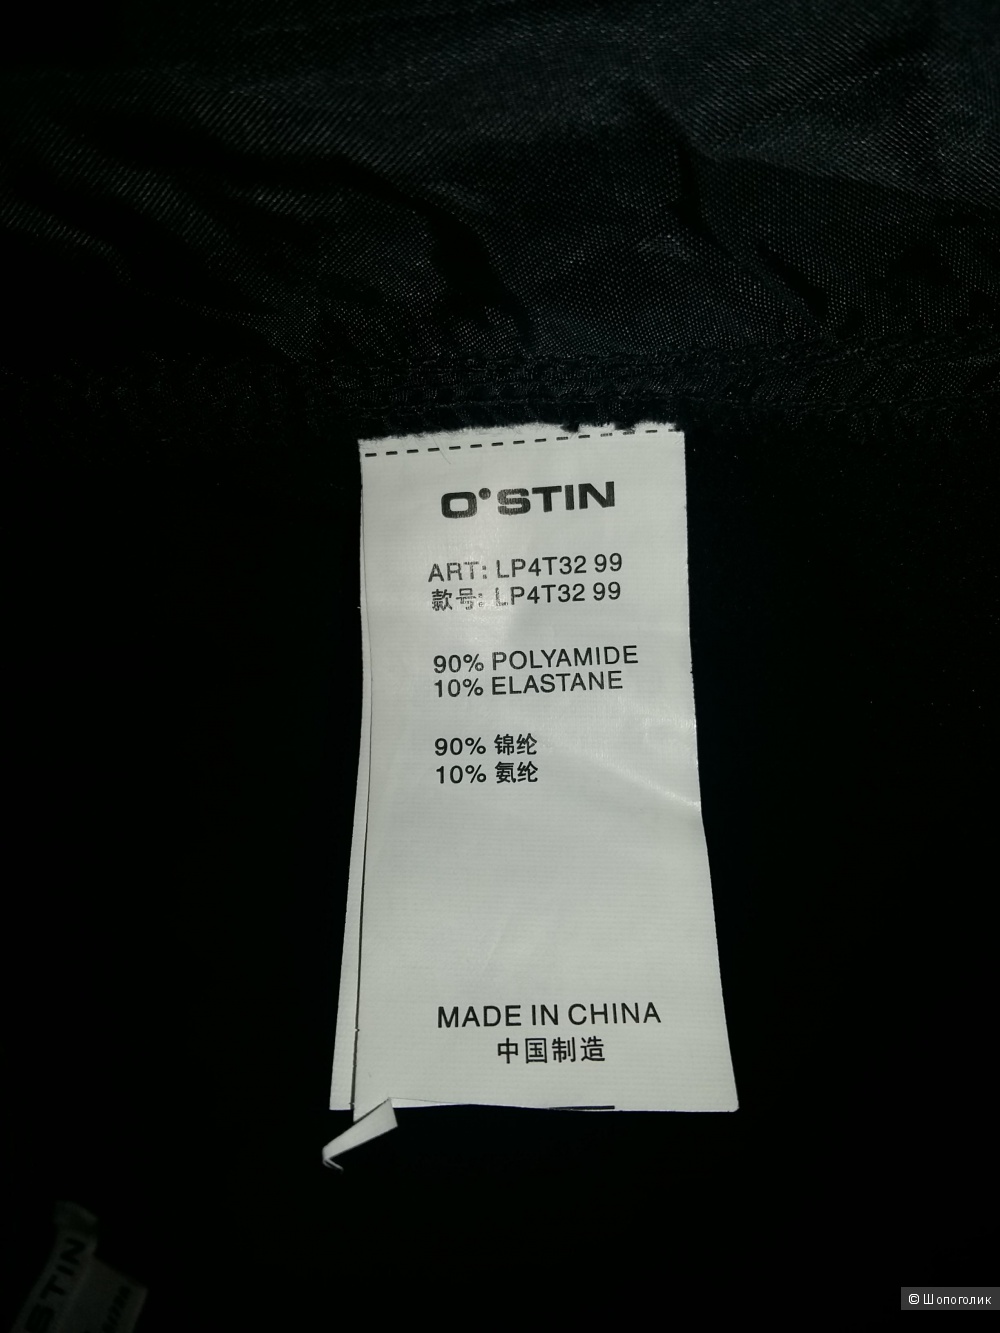 O'STIN
ART: LP4T32 99
款号: LP4T32 99
90% POLYAMIDE
10% ELASTANE
90% 锦纶
10% 氨纶
MADE IN CHINA
中国制造
STIN
© Шопоголик